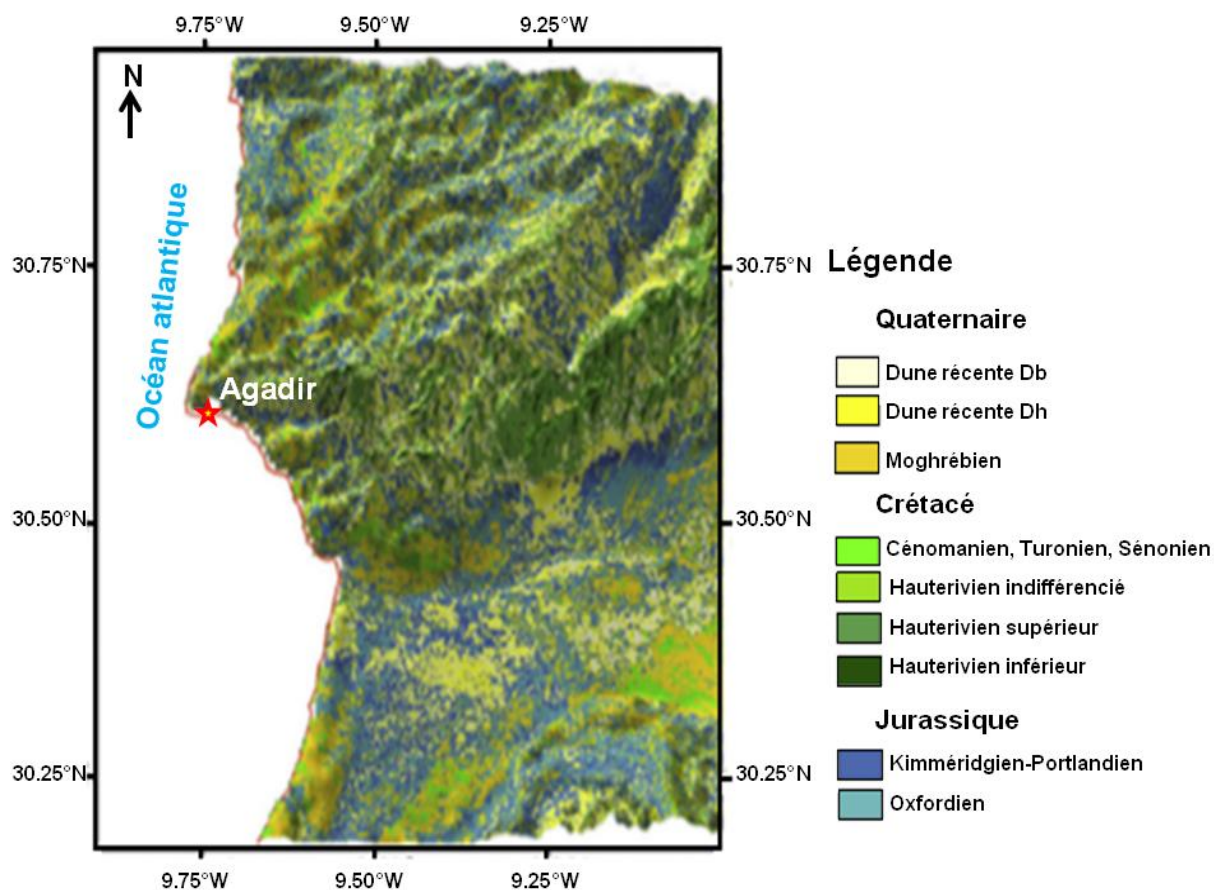 9.75°W 9.50°W 9.25°W
N
Océan atlantique
30.75°N 30.75°N
Agadir
30.50°N 30.50°N
30.25°N 30.25°N
9.75°W 9.50°W 9.25°W
Légende
Quaternaire
Dune récente Db
Dune récente Dh
Moghrébien
Crétacé
Cénomanien, Turonien, Sénonien
Hauterivien indifférencié
Hauterivien supérieur
Hauterivien inférieur
Jurassique
Kimméridgien-Portlandien
Oxfordien